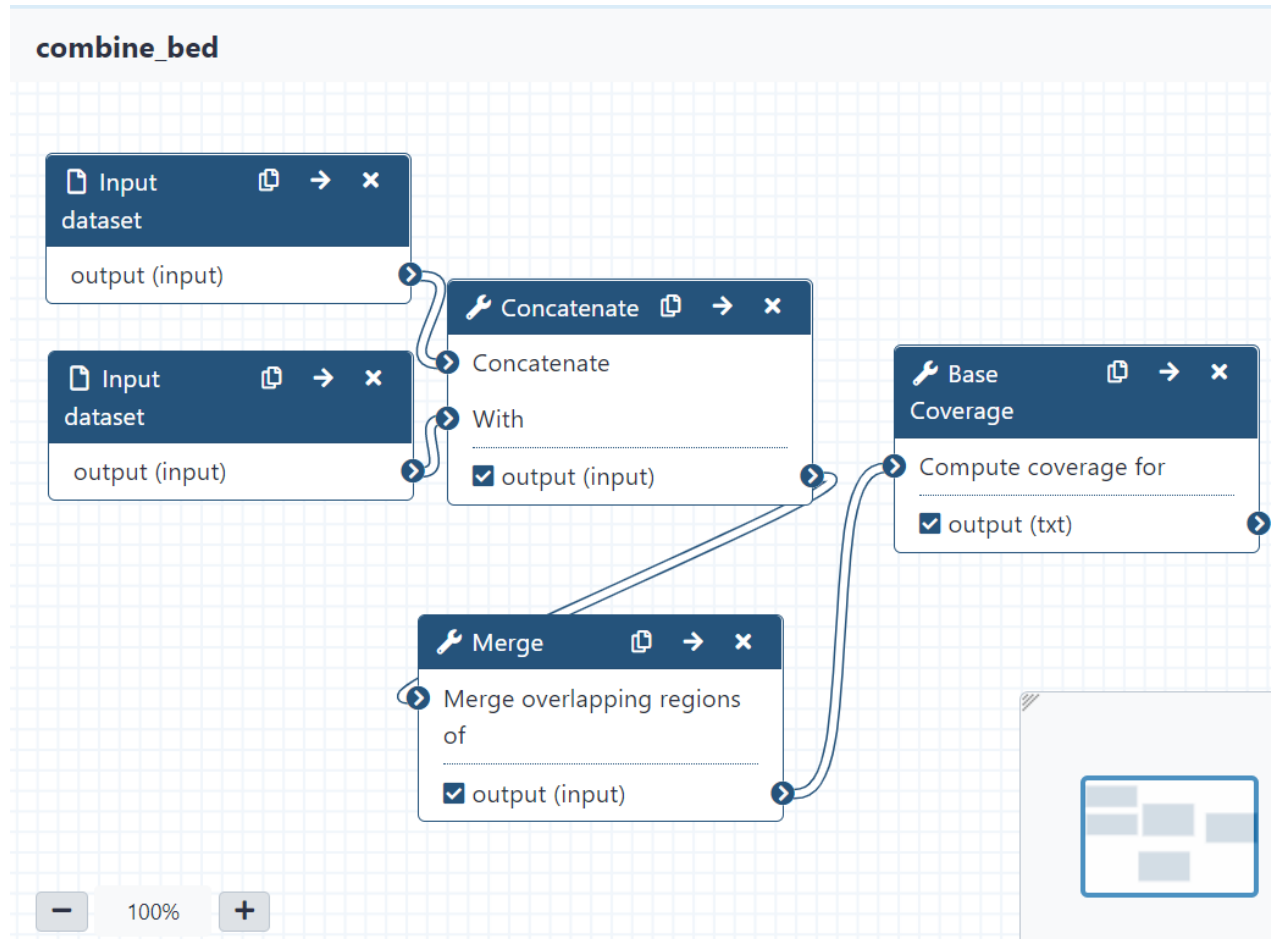 combine_bed
Input
dataset
output (input)
Input
dataset
output (input)
Concatenate
Concatenate
With
output (input)
Base
Coverage
Compute coverage for
output (txt)
Merge
Merge overlapping regions
of
output (input)
100%